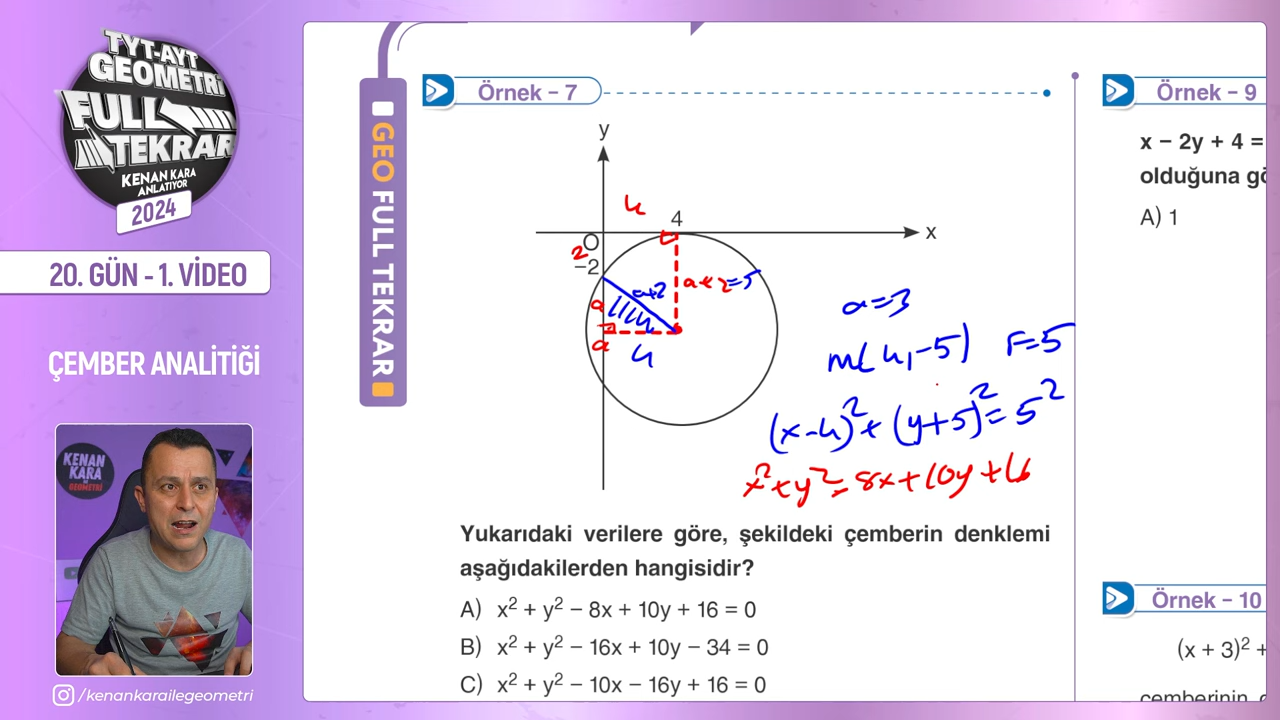 TYT-AYT
GEOMETRİ
FULL
TEKRAR
KENAN KARA
ANLATIYOR
2024
20. GÜN - 1. VİDEO
ÇEMBER ANALİTİĞİ
KENAN
KARA
GEOMETRİ
/kenankarailegeometri
GEO FULL TEKRAR
Örnek – 7
y
4
4
x
O
2
–2
a+2
a+2=5
a
a
4
a=3
m(4,-5) r=5
(x-4)²+(y+5)²=5²
x²+y²-8x+10y+16
Yukarıdaki verilere göre, şekildeki çemberin denklemi
aşağıdakilerden hangisidir?
A) x² + y² – 8x + 10y + 16 = 0
B) x² + y² – 16x + 10y – 34 = 0
C) x² + y² – 10x – 16y + 16 = 0
Örnek – 9
x – 2y + 4 =
olduğuna
A) 1
Örnek – 10
(x + 3)² +
çemberinin